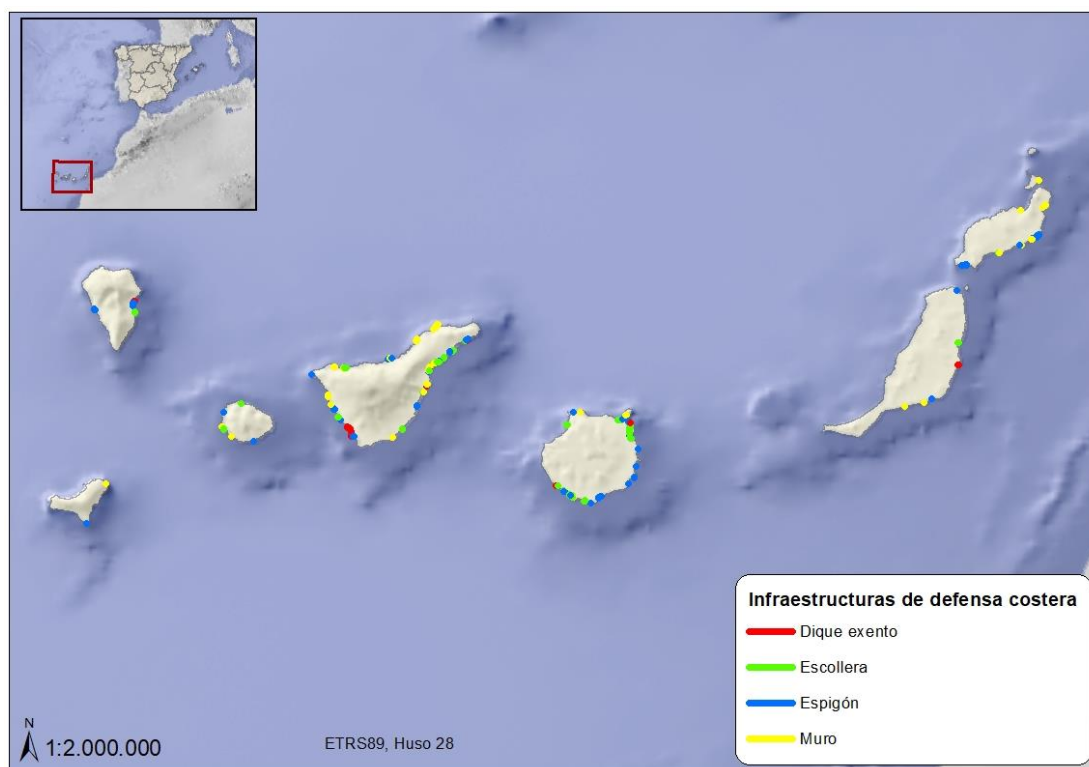 Infraestructuras de defensa costera
Dique exento
Escollera
Espigón
Muro
N
1:2.000.000
ETRS89, Huso 28